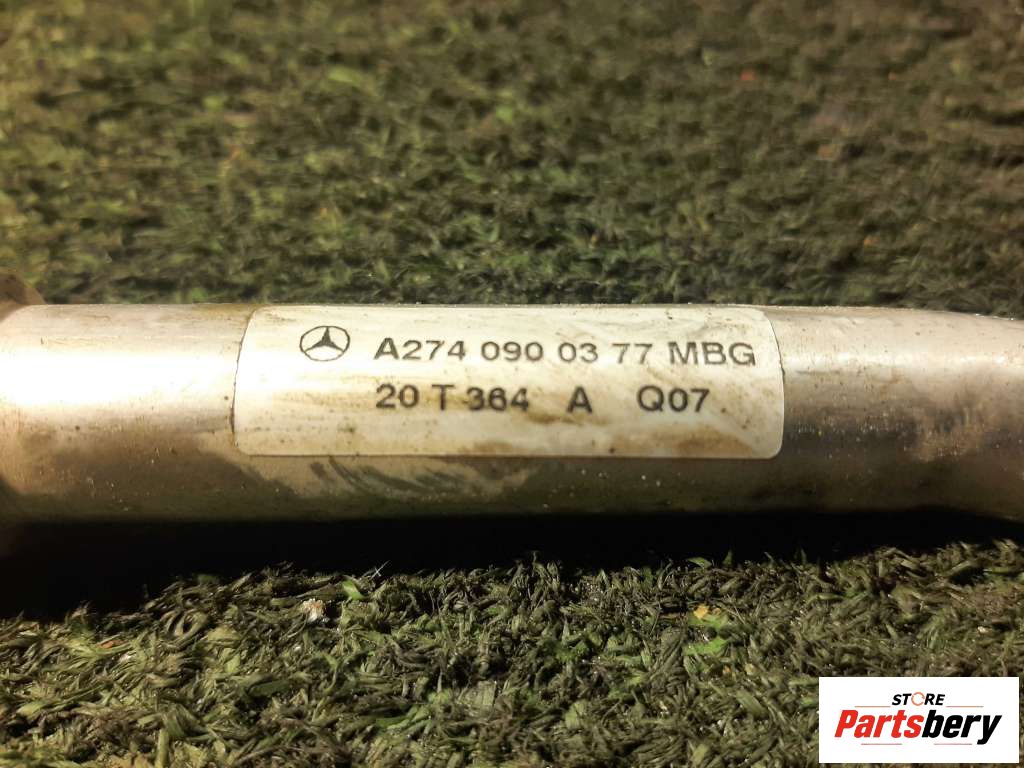 A274 090 03 77 MBG
20 T 364 A Q07
STORE
Partsbery